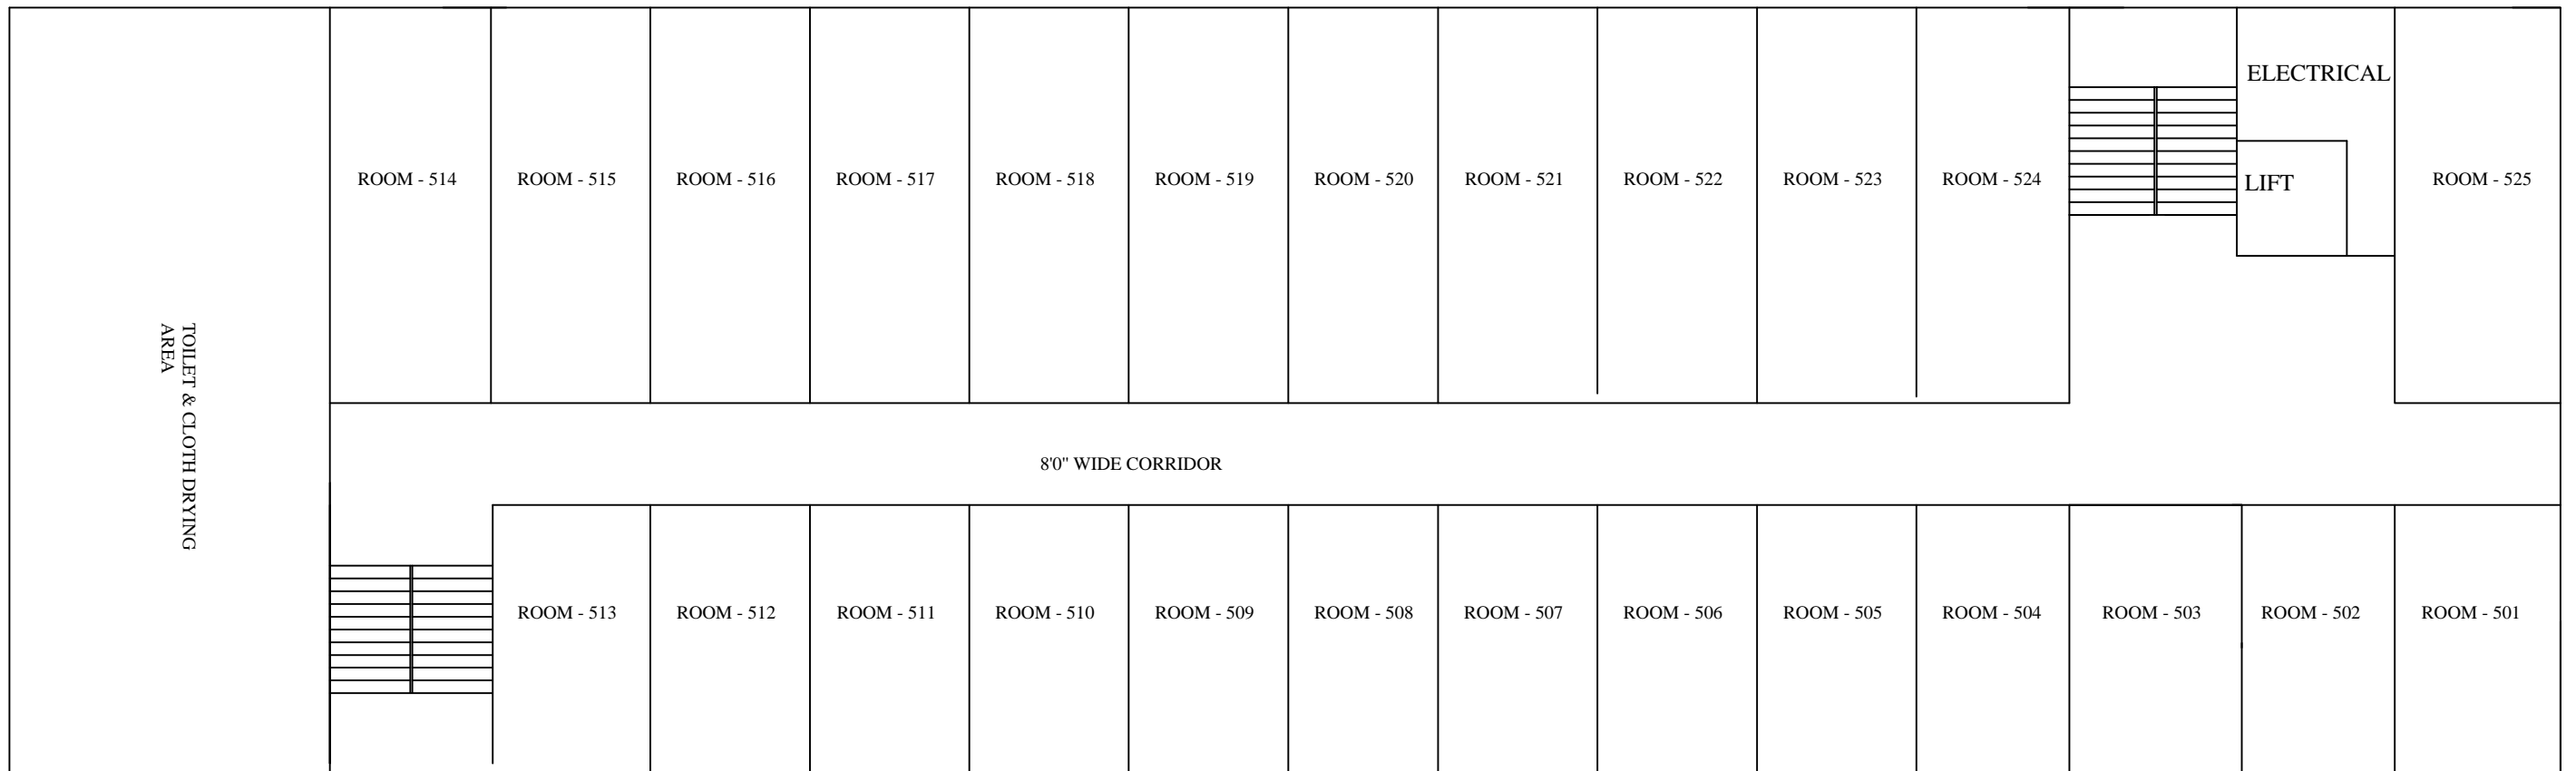 ELECTRICAL
ROOM - 514
ROOM - 515
ROOM - 516
ROOM - 517
ROOM - 518
ROOM - 519
ROOM - 520
ROOM - 521
ROOM - 522
ROOM - 523
ROOM - 524
LIFT
ROOM - 525
TOILET & CLOTH DRYING
AREA
8'0" WIDE CORRIDOR
ROOM - 513
ROOM - 512
ROOM - 511
ROOM - 510
ROOM - 509
ROOM - 508
ROOM - 507
ROOM - 506
ROOM - 505
ROOM - 504
ROOM - 503
ROOM - 502
ROOM - 501